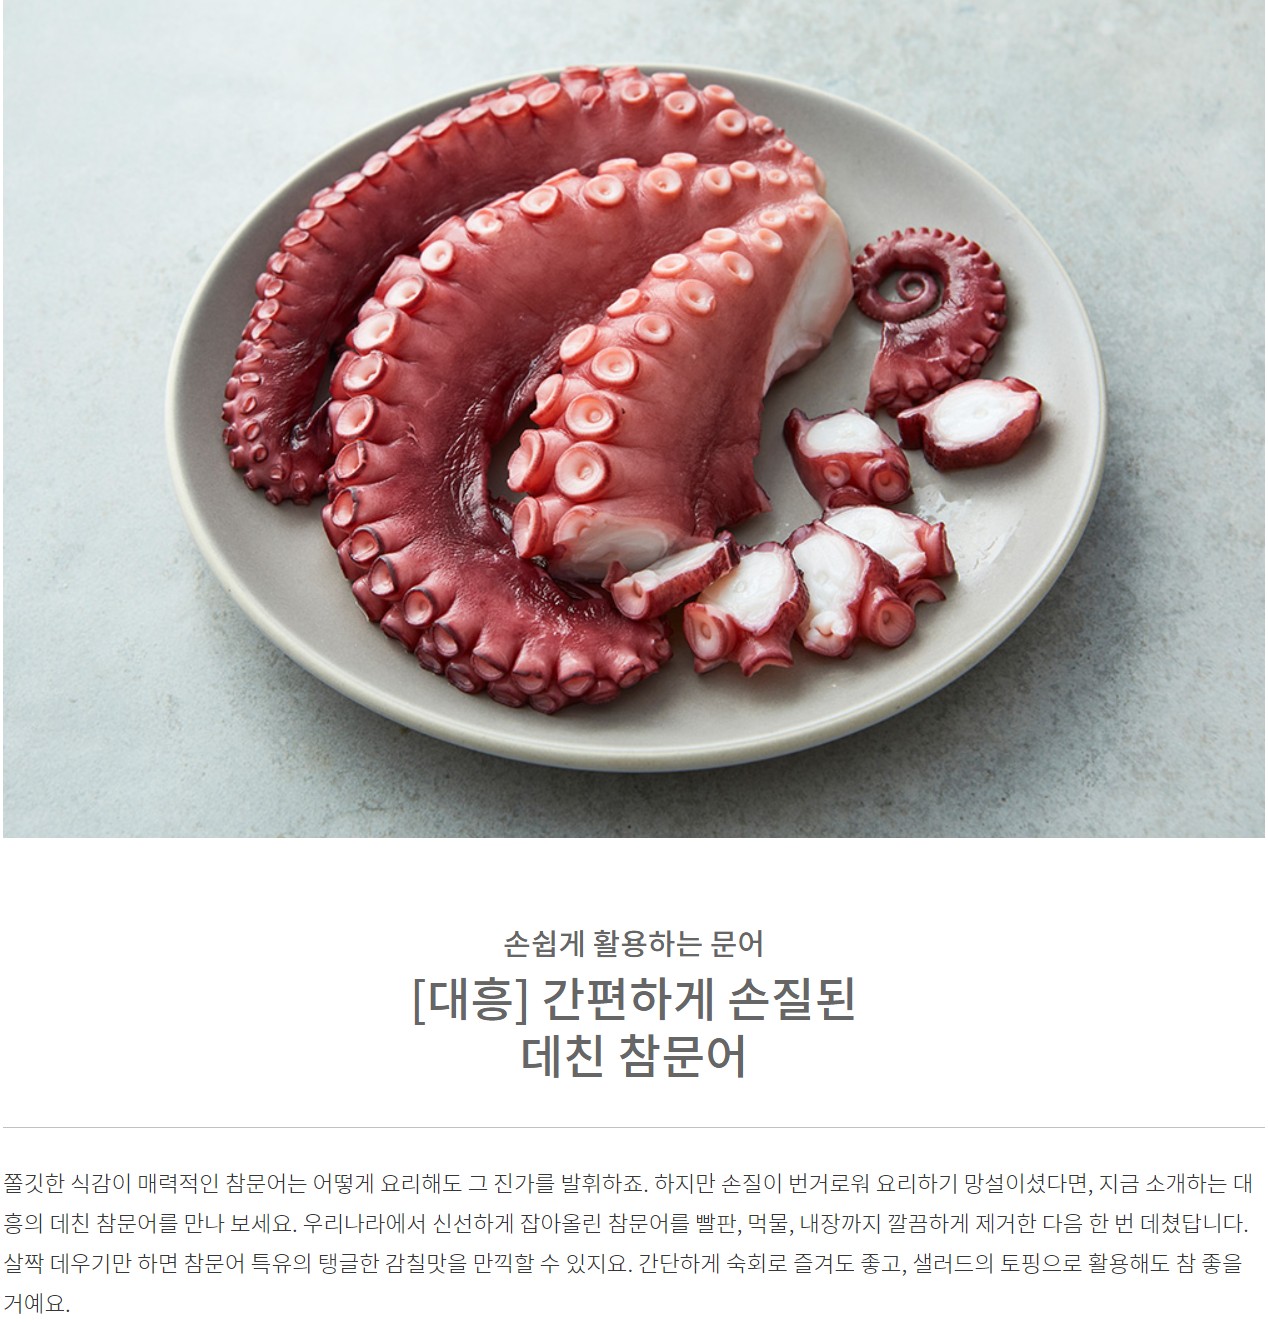 손쉽게 활용하는 문어
[대흥] 간편하게 손질된
데친 참문어
쫄깃한 식감이 매력적인 참문어는 어떻게 요리해도 그 진가를 발휘하죠. 하지만 손질이 번거로워 요리하기 망설이셨다면, 지금 소개하는 대
흥의 데친 참문어를 만나 보세요. 우리나라에서 신선하게 잡아올린 참문어를 빨판, 먹물, 내장까지 깔끔하게 제거한 다음 한 번 데쳤답니다.
살짝 데우기만 하면 참문어 특유의 탱글한 감칠맛을 만끽할 수 있지요. 간단하게 숙회로 즐겨도 좋고, 샐러드의 토핑으로 활용해도 참 좋을
거예요.